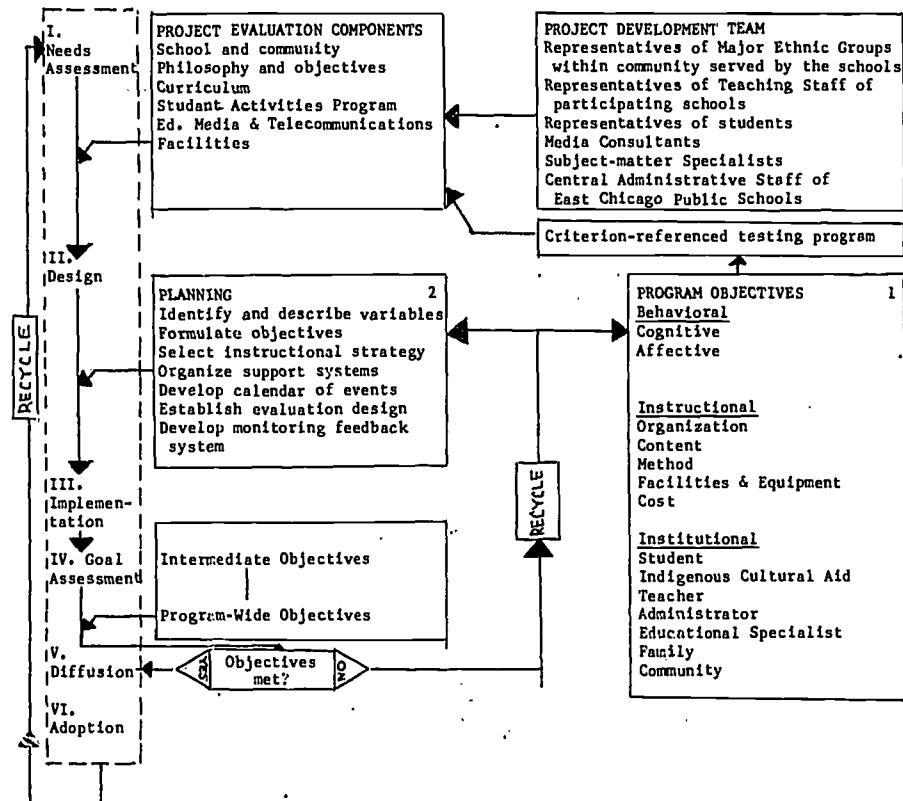 I.
Needs
Assessment
II.
Design
III.
Implemen-
tation
IV. Goal
Assessment
V.
Diffusion
VI.
Adoption
RECYCLE
PROJECT EVALUATION COMPONENTS
School and community
Philosophy and objectives
Curriculum
Student Activities Program
Ed. Media & Telecommunications
Facilities
PROJECT DEVELOPMENT TEAM
Representatives of Major Ethnic Groups
within community served by the schools
Representatives of Teaching Staff of
participating schools
Representatives of students
Media Consultants
Subject-matter Specialists
Central Administrative Staff of
East Chicago Public Schools
Criterion-referenced testing program
PLANNING 2
Identify and describe variables
Formulate objectives
Select instructional strategy
Organize support systems
Develop calendar of events
Establish evaluation design
Develop monitoring feedback
system
PROGRAM OBJECTIVES 1
Behavioral
Cognitive
Affective
Instructional
Organization
Content
Method
Facilities & Equipment
Cost
Institutional
Student
Indigenous Cultural Aid
Teacher
Administrator
Educational Specialist
Family
Community
RECYCLE
Intermediate Objectives
Program-Wide Objectives
YES
Objectives
met?
NO